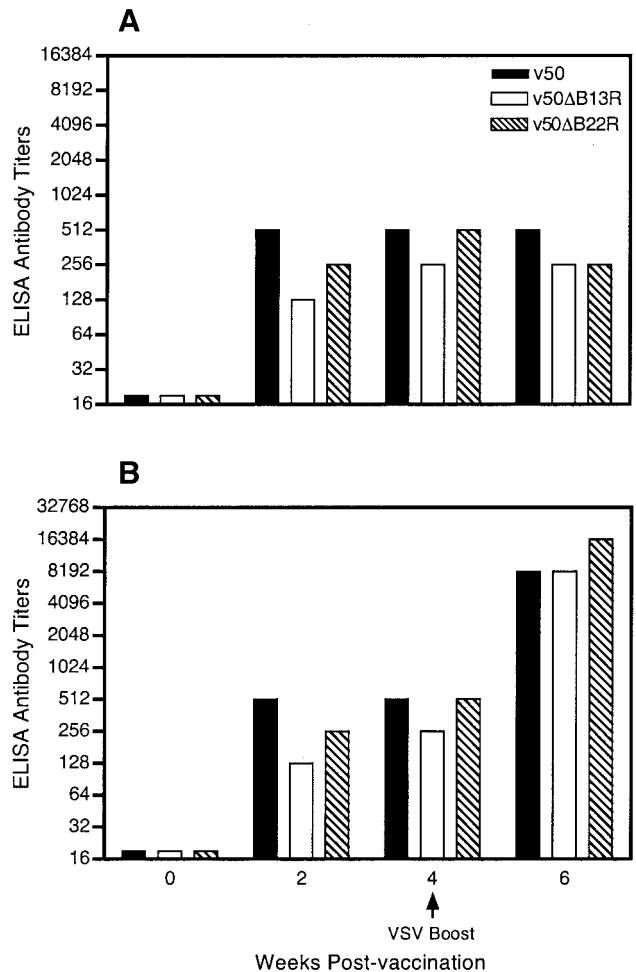 A
16384
8192
4096
2048
1024
512
256
128
64
32
16
ELISA Antibody Titers
v50
v50ΔB13R
v50ΔB22R
B
32768
16384
8192
4096
2048
1024
512
256
128
64
32
16
ELISA Antibody Titers
0 2 4 6
VSV Boost
Weeks Post-vaccination